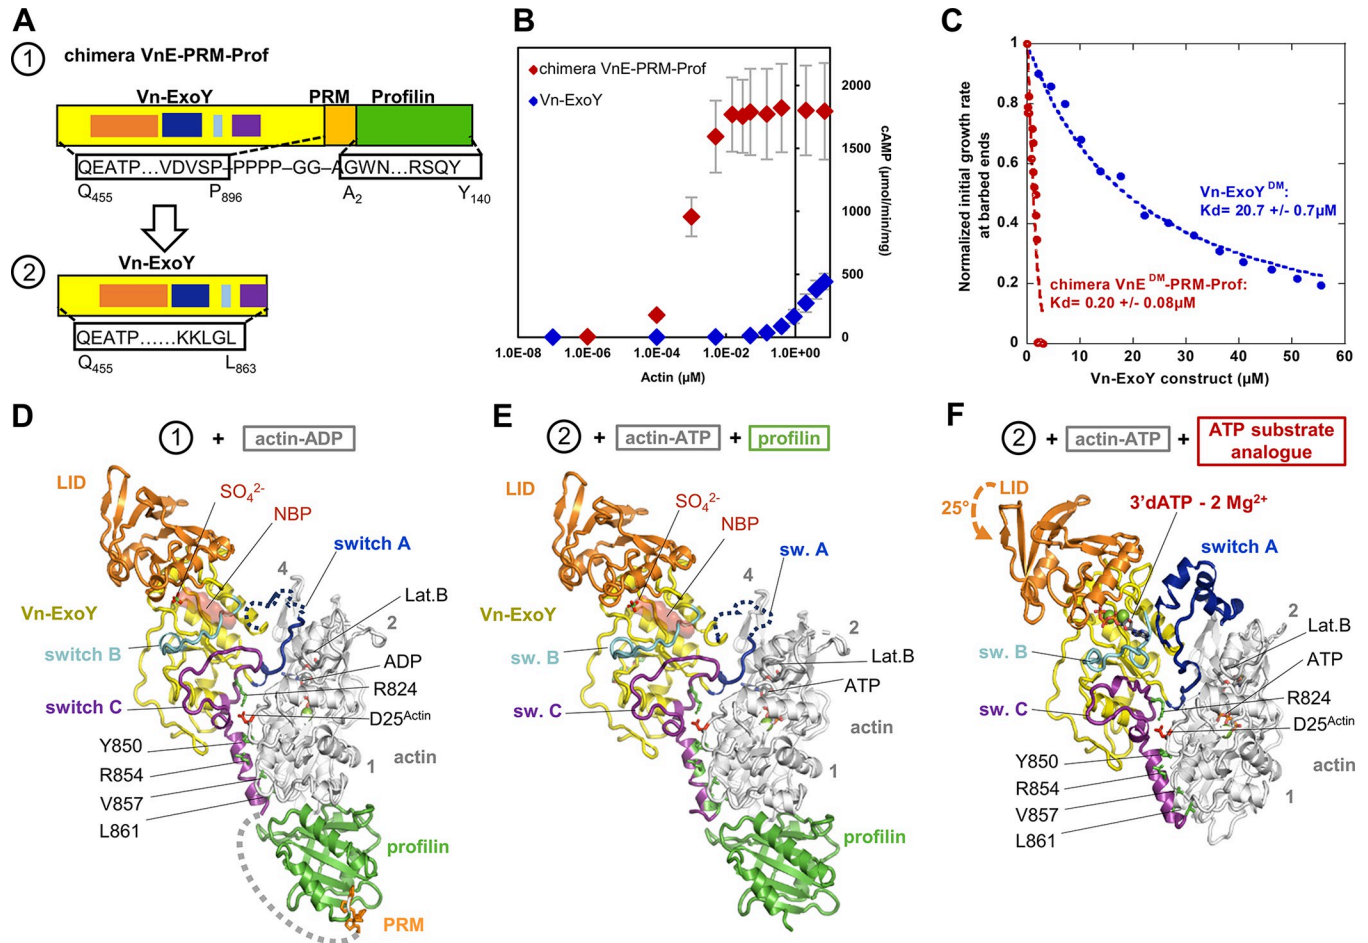 A
1
chimera VnE-PRM-Prof
Vn-ExoY
PRM
Profilin
QEATP...VDVSP–PPPP–GG–AGWN...RSQY
Q455
P896
A2
Y140
2
Vn-ExoY
QEATP......KKLGL
Q455
L863
B
chimera VnE-PRM-Prof
Vn-ExoY
2000
1500
1000
500
0
cAMP (µmol/min/mg)
1.0E-08
1.0E-06
1.0E-04
1.0E-02
1.0E+00
Actin (µM)
C
Normalized initial growth rate
at barbed ends
1
0.8
0.6
0.4
0.2
0
Vn-ExoY DM:
Kd= 20.7 +/- 0.7µM
chimera VnE DM-PRM-Prof:
Kd= 0.20 +/- 0.08µM
0
10
20
30
40
50
60
Vn-ExoY construct (µM)
D
1 + actin-ADP
LID
SO4 2-
NBP
switch A
4
Vn-ExoY
Lat.B
2
switch B
ADP
R824
switch C
D25Actin
Y850
actin
R854
1
V857
L861
profilin
PRM
E
2 + actin-ATP + profilin
LID
SO4 2-
NBP
sw. A
4
Vn-ExoY
2
sw. B
Lat.B
ATP
sw. C
actin
1
profilin
F
2 + actin-ATP + ATP substrate
analogue
25°
LID
3'dATP - 2 Mg2+
switch A
2
Lat.B
sw. B
ATP
R824
sw. C
D25Actin
Y850
actin
R854
1
V857
L861